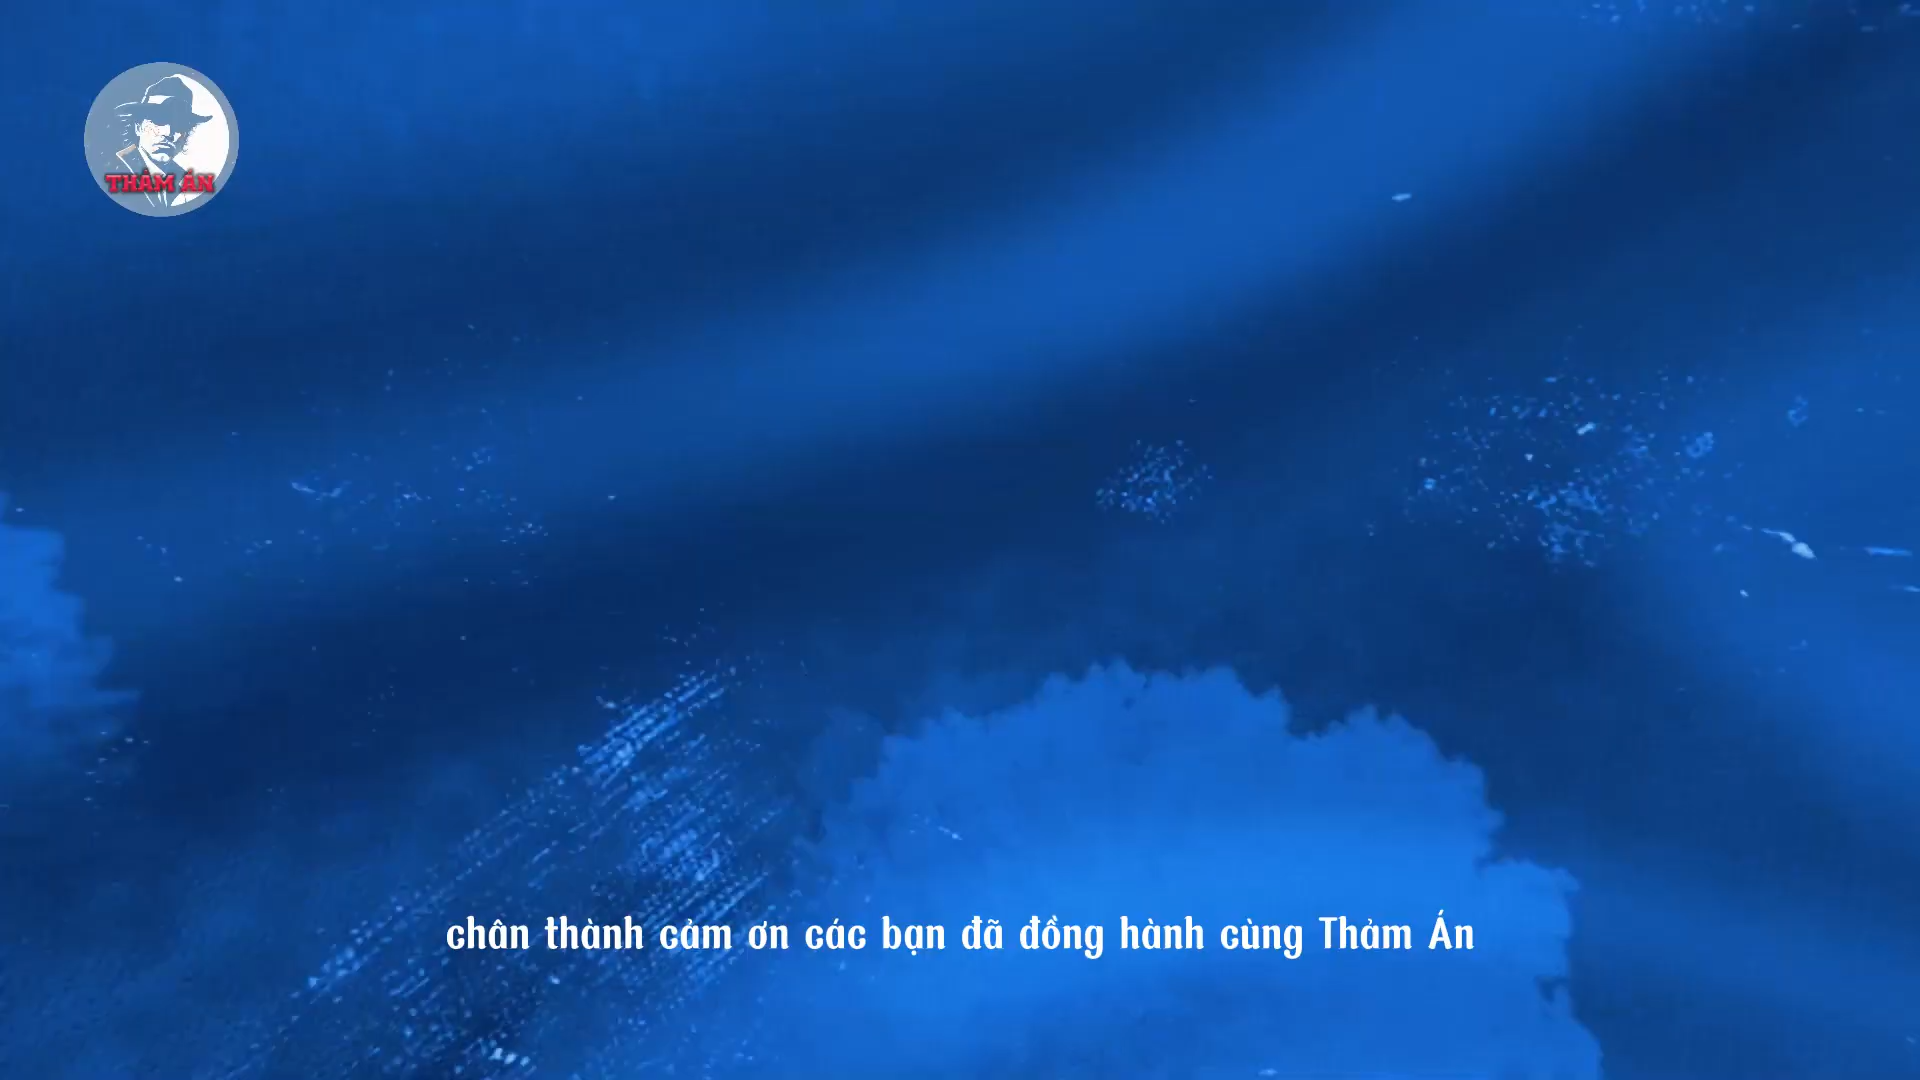 THẢM ÁN
chân thành cảm ơn các bạn đã đồng hành cùng Thảm Án